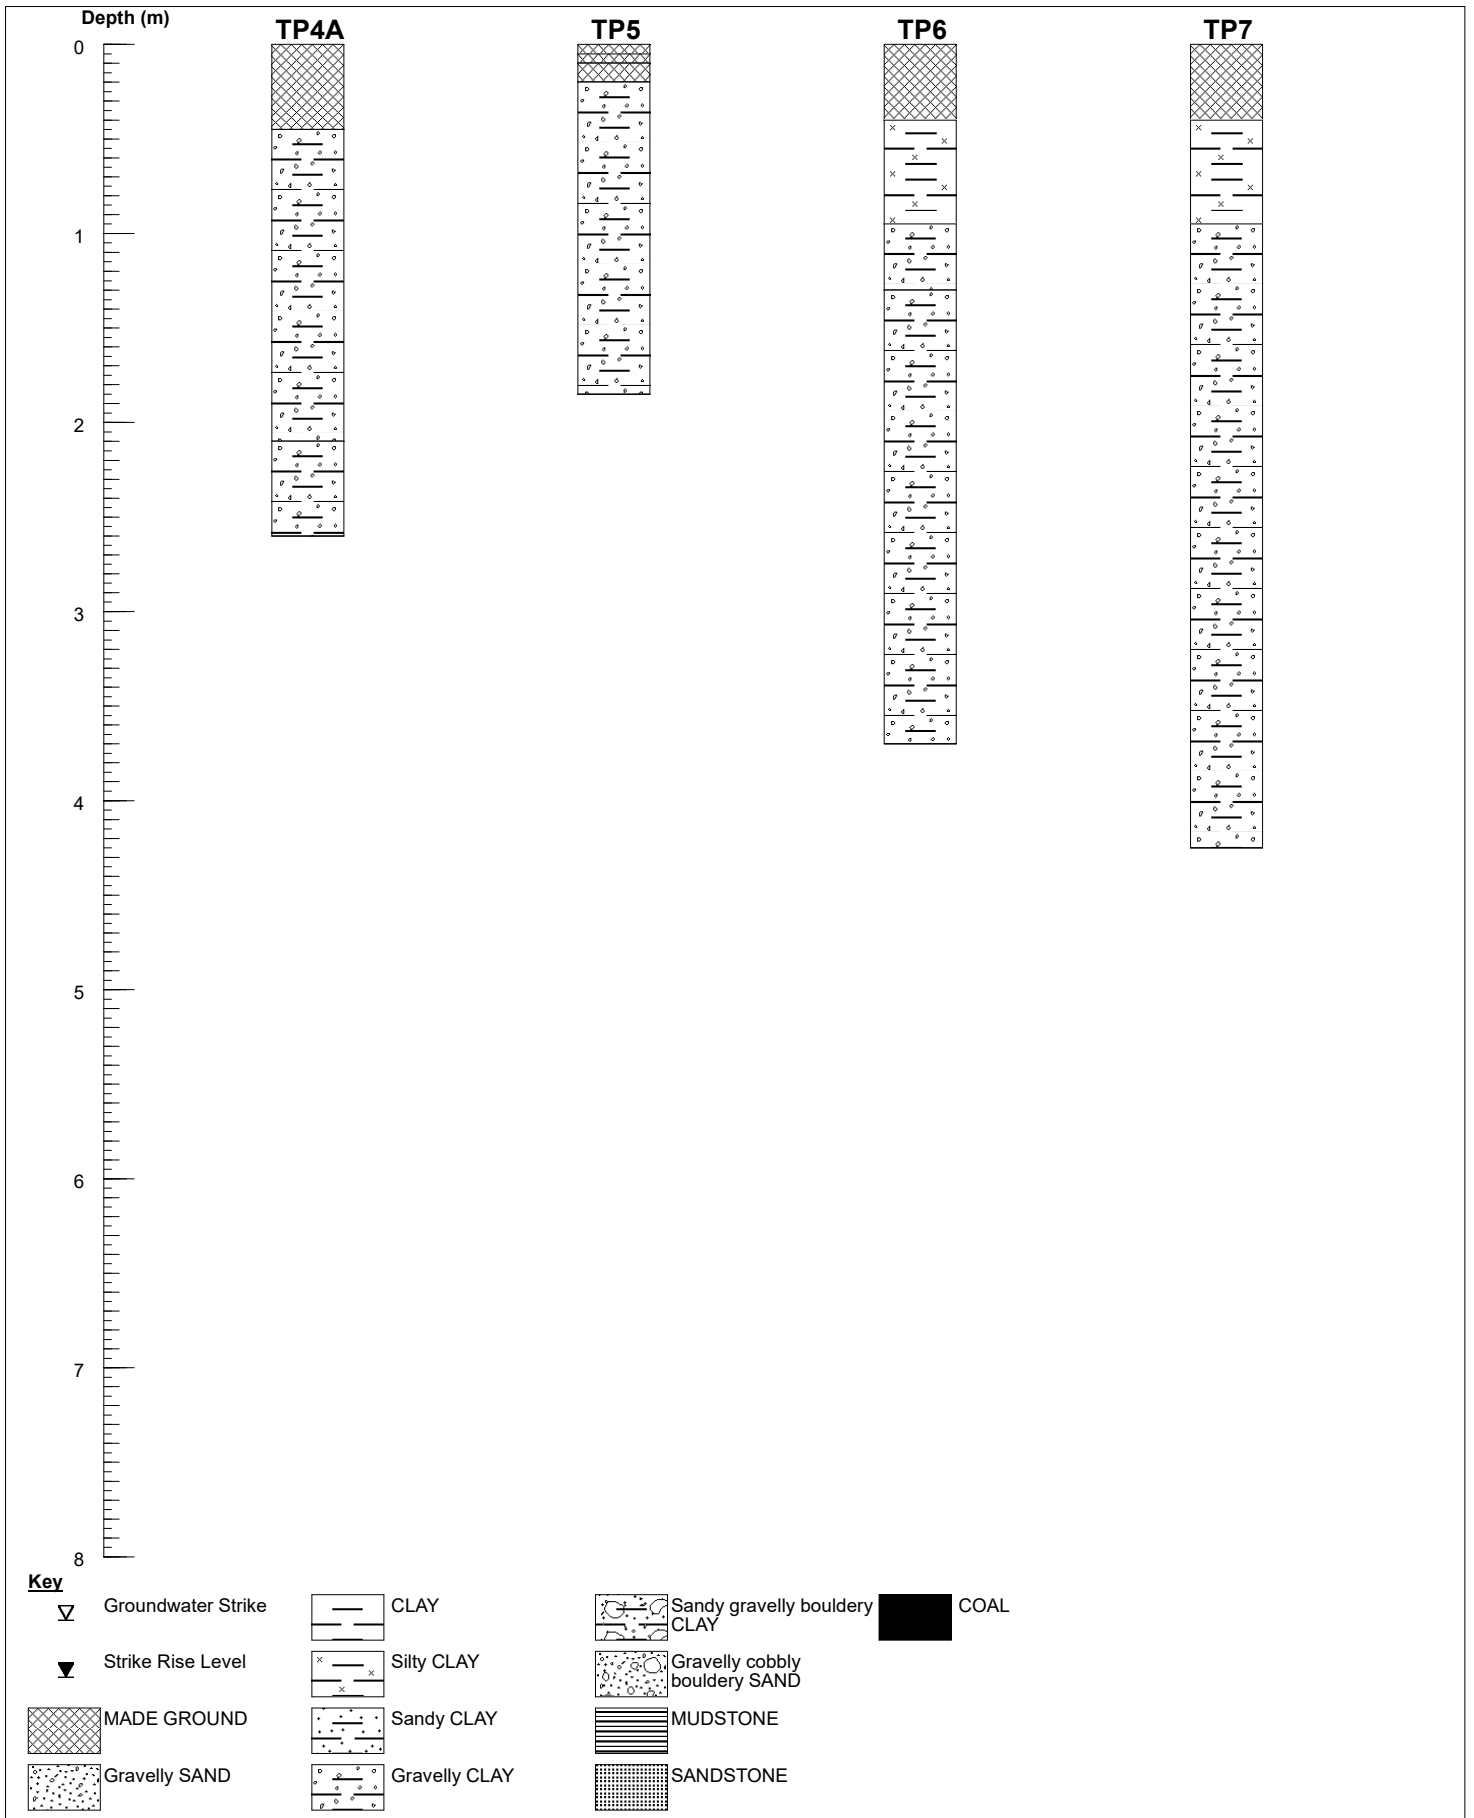 Depth (m)
TP4A
TP5
TP6
TP7
0
1
2
3
4
5
6
7
8
Key
Groundwater Strike
Strike Rise Level
MADE GROUND
Gravelly SAND
CLAY
Silty CLAY
Sandy CLAY
Gravelly CLAY
Sandy gravelly bouldery
CLAY
Gravelly cobbly
bouldery SAND
MUDSTONE
SANDSTONE
COAL